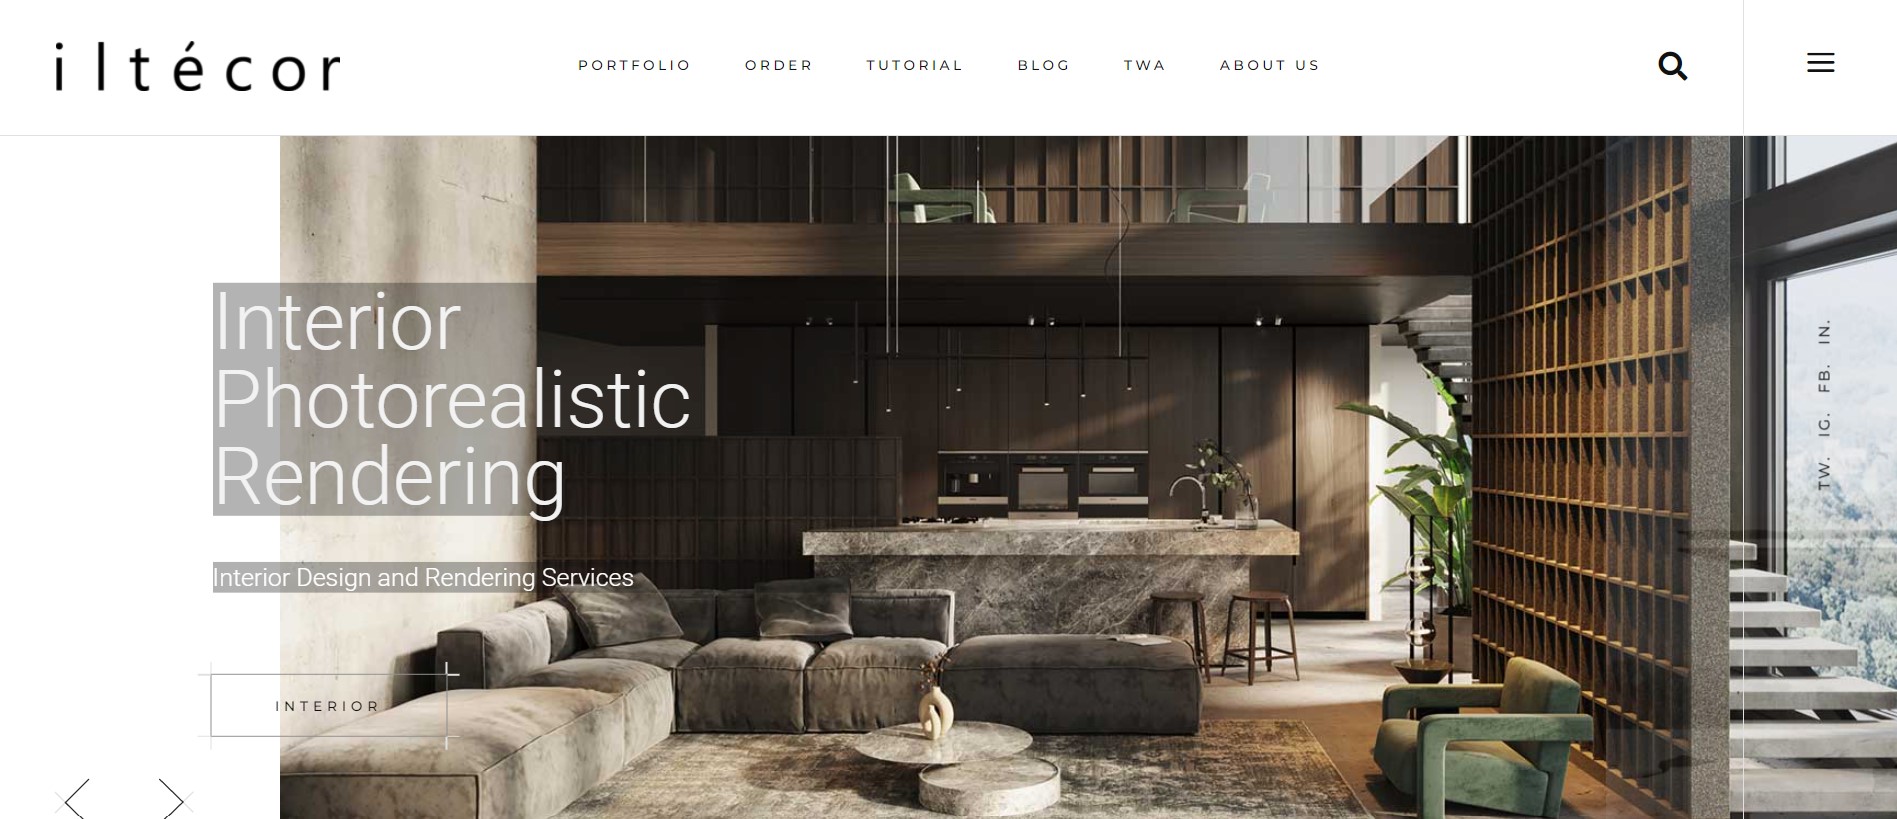 iltécor
PORTFOLIO
ORDER
TUTORIAL
BLOG
TWA
ABOUT US
Interior
Photorealistic
Rendering
Interior Design and Rendering Services
INTERIOR
TW. IG. FB. IN.